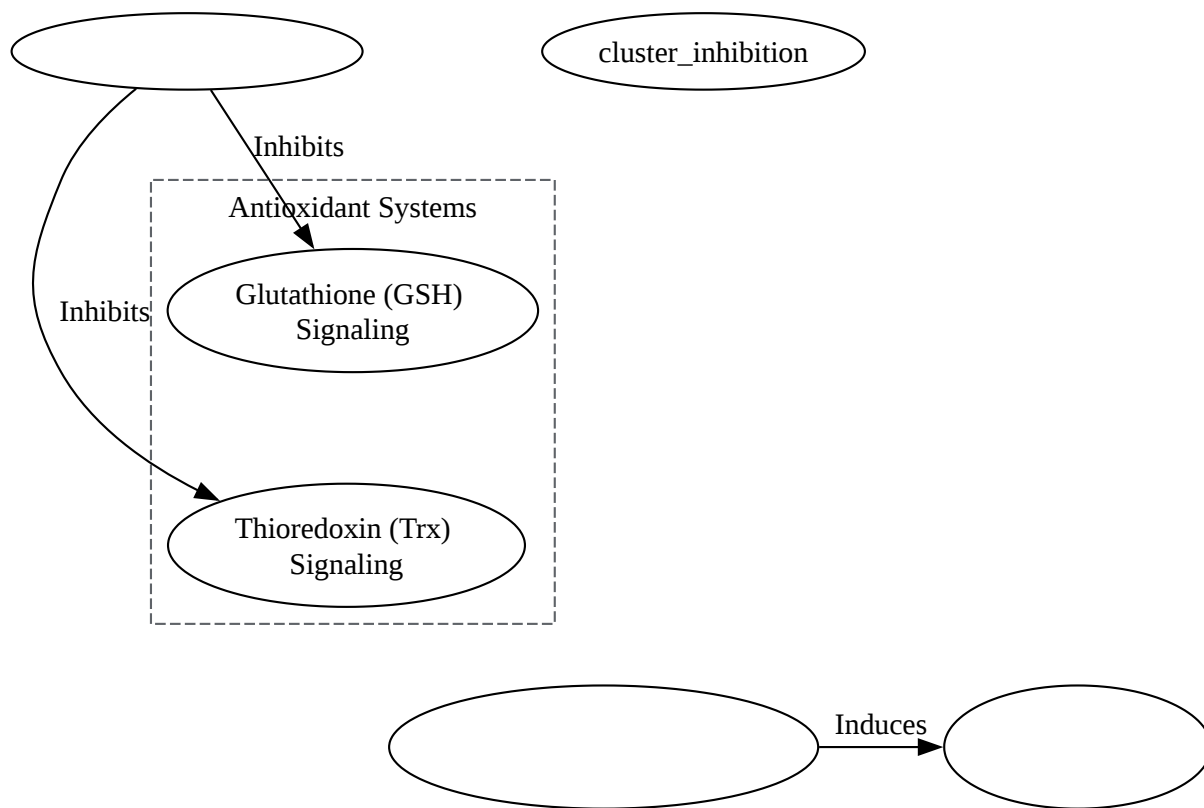 cluster_inhibition
Inhibits
Antioxidant Systems
Glutathione (GSH)
Signaling
Inhibits
Thioredoxin (Trx)
Signaling
Induces